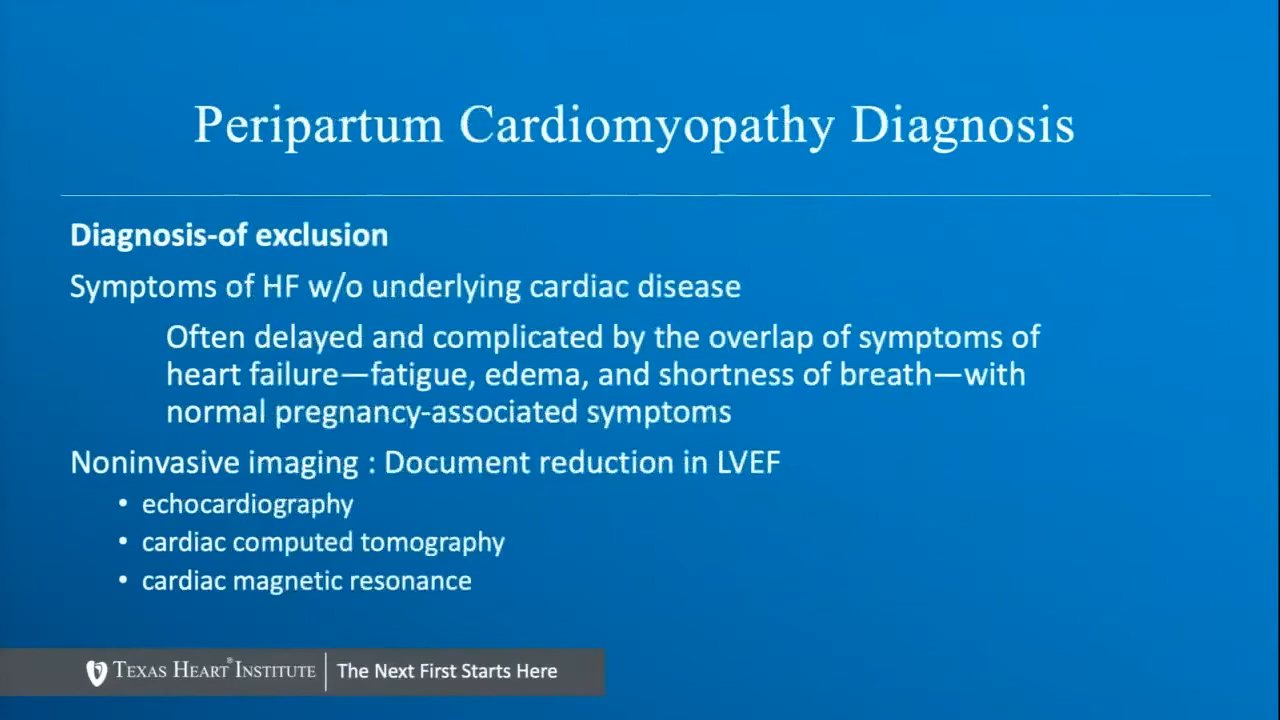 Peripartum Cardiomyopathy Diagnosis
Diagnosis-of exclusion
Symptoms of HF w/o underlying cardiac disease
Often delayed and complicated by the overlap of symptoms of
heart failure—fatigue, edema, and shortness of breath—with
normal pregnancy-associated symptoms
Noninvasive imaging : Document reduction in LVEF
• echocardiography
• cardiac computed tomography
• cardiac magnetic resonance
TEXAS HEART® INSTITUTE | The Next First Starts Here